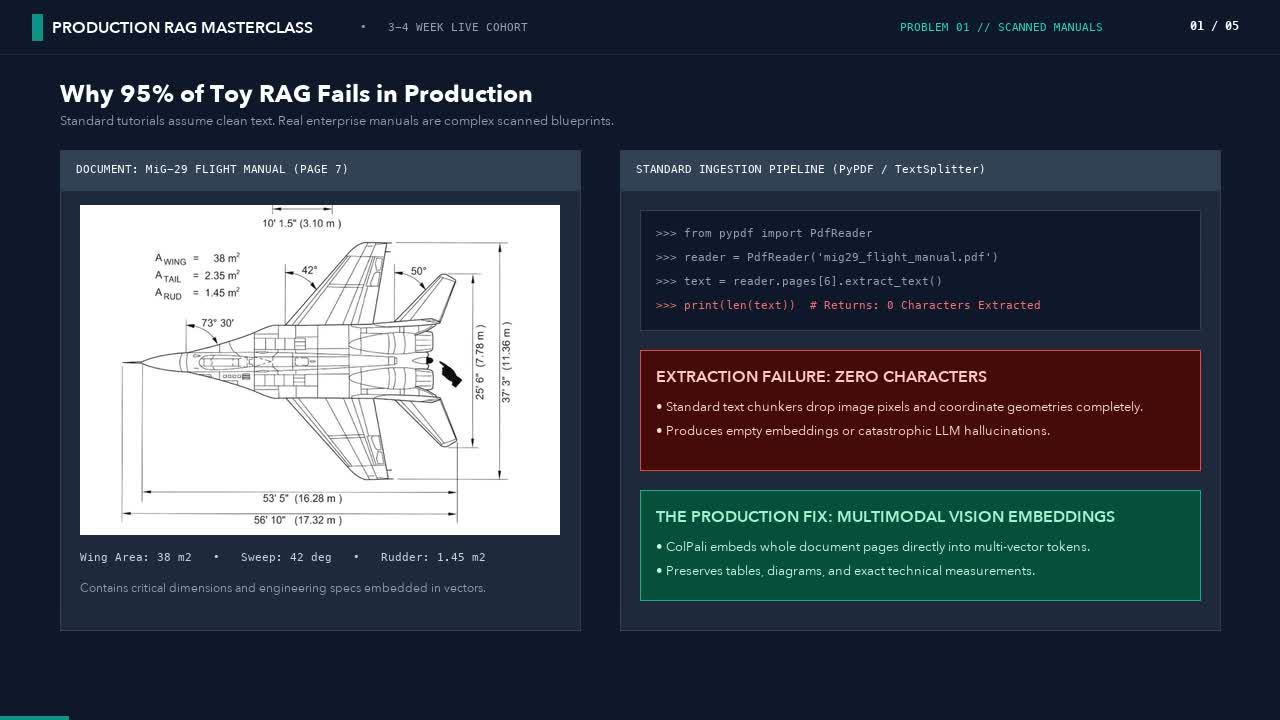 PRODUCTION RAG MASTERCLASS • 3–4 WEEK LIVE COHORT PROBLEM 01 // SCANNED MANUALS 01 / 05
Why 95% of Toy RAG Fails in Production
Standard tutorials assume clean text. Real enterprise manuals are complex scanned blueprints.
DOCUMENT: MiG–29 FLIGHT MANUAL (PAGE 7)
10' 1.5" (3.10 m )
A WING = 38 m²
A TAIL = 2.35 m²
A RUD = 1.45 m²
42°
50°
73° 30'
25' 6" (7.78 m )
37' 3" (11.36 m )
53' 5" (16.28 m )
56' 10" (17.32 m )
Wing Area: 38 m2 • Sweep: 42 deg • Rudder: 1.45 m2
Contains critical dimensions and engineering specs embedded in vectors.
STANDARD INGESTION PIPELINE (PyPDF / TextSplitter)
>>> from pypdf import PdfReader
>>> reader = PdfReader('mig29_flight_manual.pdf')
>>> text = reader.pages[6].extract_text()
>>> print(len(text)) # Returns: 0 Characters Extracted
EXTRACTION FAILURE: ZERO CHARACTERS
• Standard text chunkers drop image pixels and coordinate geometries completely.
• Produces empty embeddings or catastrophic LLM hallucinations.
THE PRODUCTION FIX: MULTIMODAL VISION EMBEDDINGS
• ColPali embeds whole document pages directly into multi-vector tokens.
• Preserves tables, diagrams, and exact technical measurements.